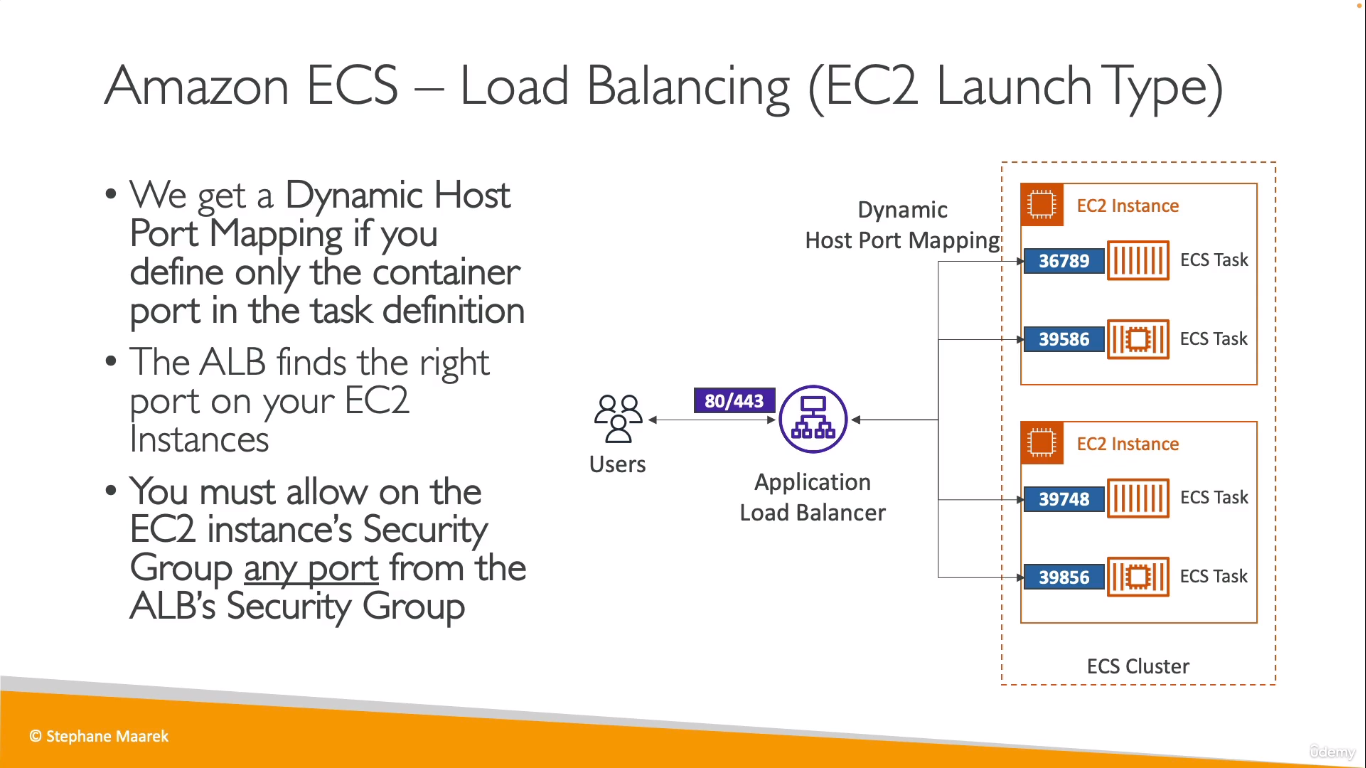 Amazon ECS – Load Balancing (EC2 Launch Type)
• We get a Dynamic Host
Port Mapping if you
define only the container
port in the task definition
• The ALB finds the right
port on your EC2
Instances
• You must allow on the
EC2 instance's Security
Group any port from the
ALB's Security Group
Dynamic
Host Port Mapping
Users
80/443
Application
Load Balancer
EC2 Instance
36789
ECS Task
39586
ECS Task
EC2 Instance
39748
ECS Task
39856
ECS Task
ECS Cluster
© Stephane Maarek
ûdemy